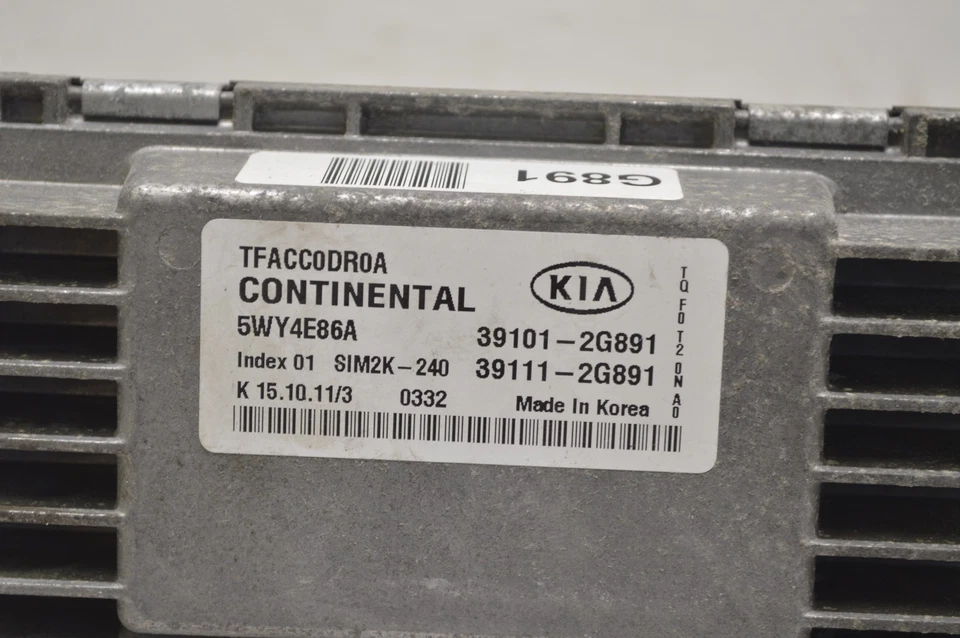 G891
TFACC0DR0A
CONTINENTAL
KIA
5WY4E86A
39101-2G891
Index 01 SIM2K-240
39111-2G891
K 15.10.11/3 0332 Made In Korea
TQ F0 T2 0N A0